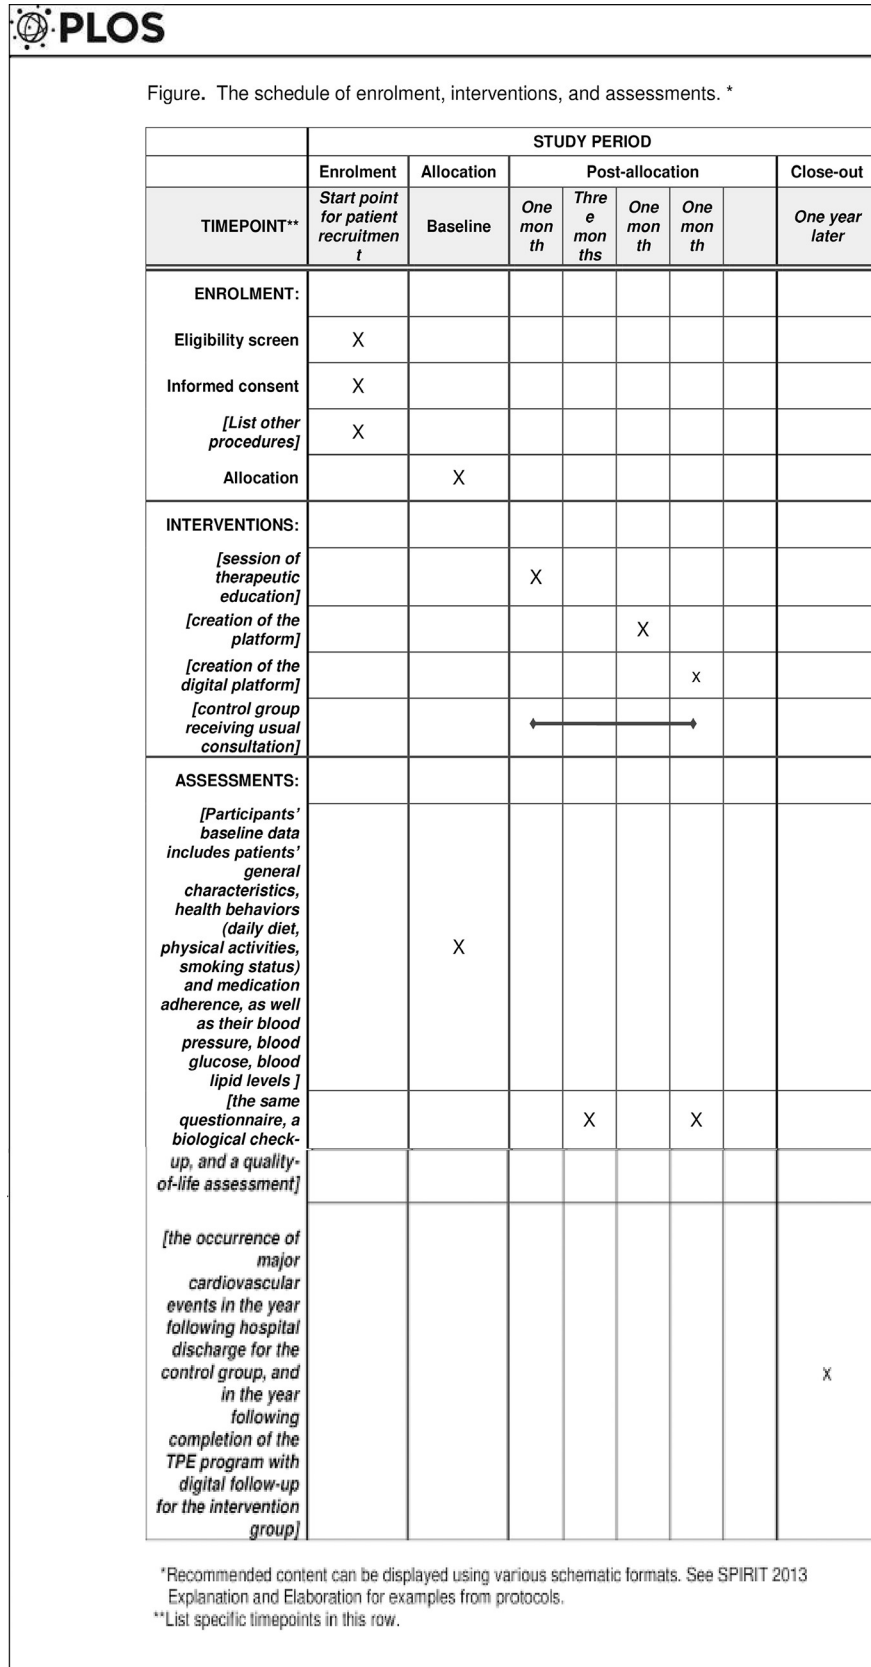 PLOS
Figure. The schedule of enrolment, interventions, and assessments. *
STUDY PERIOD
Enrolment Allocation Post-allocation Close-out
TIMEPOINT** Start point for patient recruitmen t Baseline One mon th Thre e mon ths One mon th One mon th One year later
ENROLMENT:
Eligibility screen X
Informed consent X
[List other
procedures] X
Allocation X
INTERVENTIONS:
[session of
therapeutic X
education]
[creation of the
platform] X
[creation of the
digital platform] x
[control group
receiving usual
consultation]
ASSESSMENTS:
[Participants’
baseline data
includes patients’
general
characteristics,
health behaviors
(daily diet,
physical activities, X
smoking status)
and medication
adherence, as well
as their blood
pressure, blood
glucose, blood
lipid levels ]
[the same
questionnaire, a X X
biological check-
up, and a quality-
of-life assessment]
[the occurrence of
major
cardiovascular
events in the year
following hospital
discharge for the
control group, and x
in the year
following
completion of the
TPE program with
digital follow-up
for the intervention
group]
*Recommended content can be displayed using various schematic formats. See SPIRIT 2013
Explanation and Elaboration for examples from protocols.
**List specific timepoints in this row.